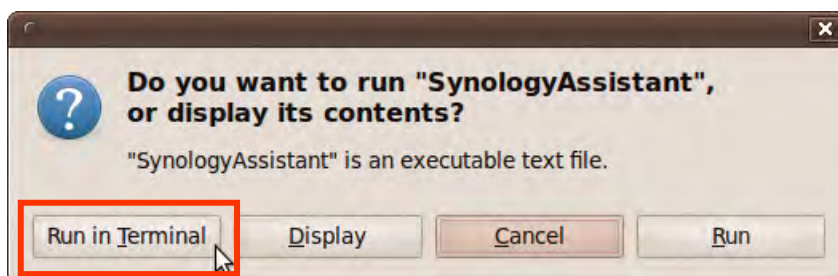 Do you want to run "SynologyAssistant",
or display its contents?
"SynologyAssistant" is an executable text file.
Run in Terminal
Display
Cancel
Run